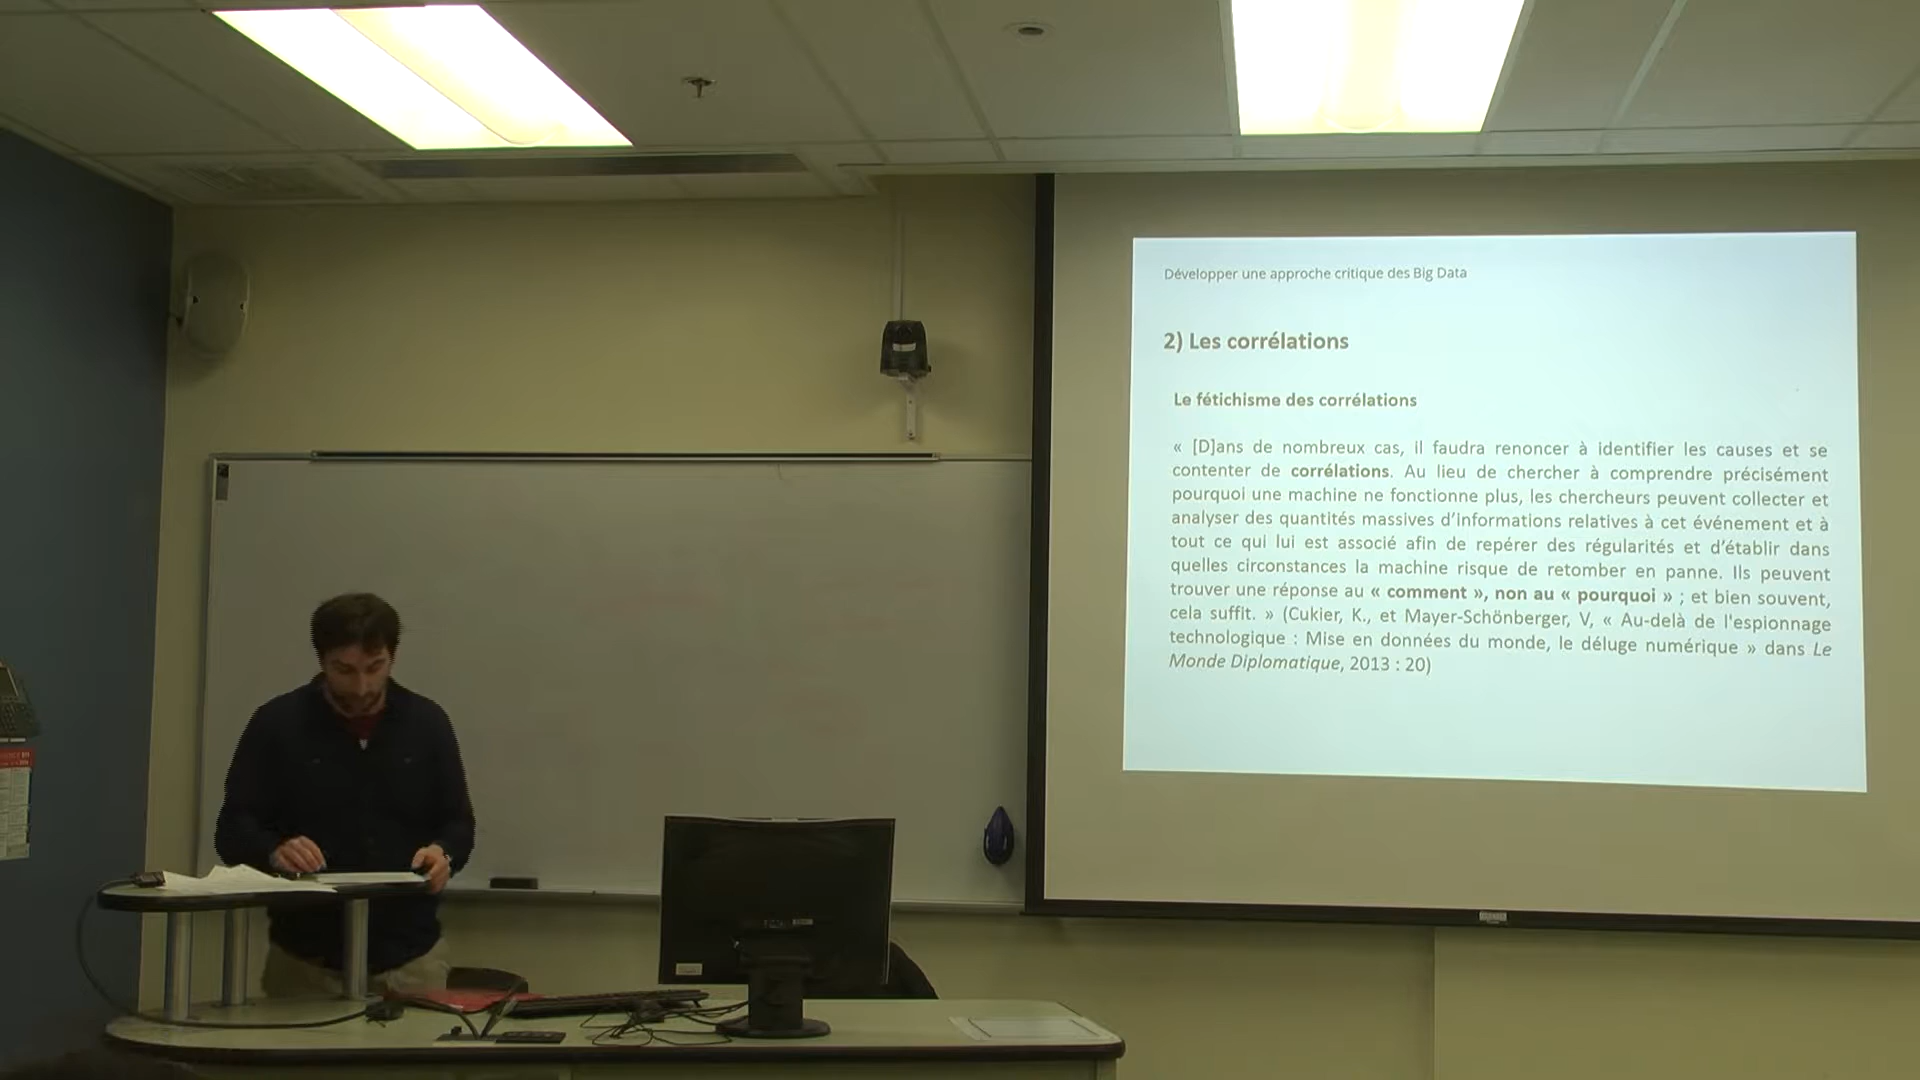 Développer une approche critique des Big Data
2) Les corrélations
Le fétichisme des corrélations
« [D]ans de nombreux cas, il faudra renoncer à identifier les causes et se
contenter de corrélations. Au lieu de chercher à comprendre précisément
pourquoi une machine ne fonctionne plus, les chercheurs peuvent collecter et
analyser des quantités massives d’informations relatives à cet événement et à
tout ce qui lui est associé afin de repérer des régularités et d’établir dans
quelles circonstances la machine risque de retomber en panne. Ils peuvent
trouver une réponse au « comment », non au « pourquoi » ; et bien souvent,
cela suffit. » (Cukier, K., et Mayer-Schönberger, V, « Au-delà de l'espionnage
technologique : Mise en données du monde, le déluge numérique » dans Le
Monde Diplomatique, 2013 : 20)